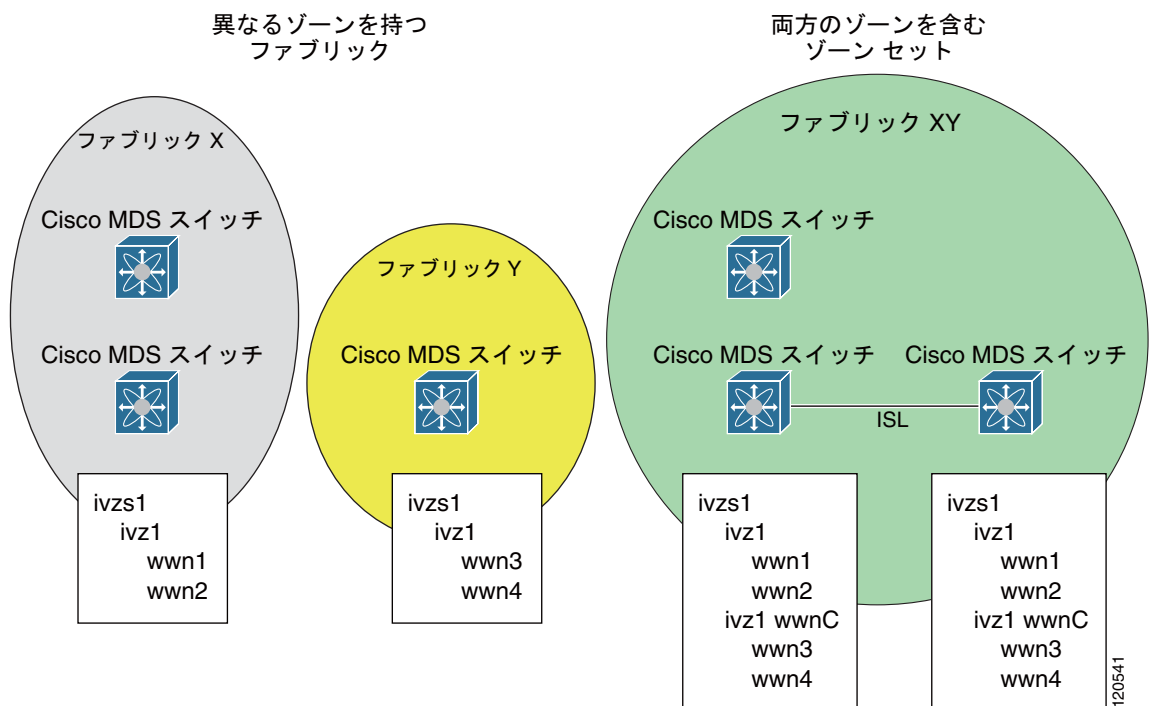 異なるゾーンを持つ
ファブリック
両方のゾーンを含む
ゾーン セット
ファブリック X
Cisco MDS スイッチ
Cisco MDS スイッチ
ivzs1
ivz1
wwn1
wwn2
ファブリック Y
Cisco MDS スイッチ
ivzs1
ivz1
wwn3
wwn4
ファブリック XY
Cisco MDS スイッチ
Cisco MDS スイッチ
Cisco MDS スイッチ
ISL
ivzs1
ivz1
wwn1
wwn2
ivz1 wwnC
wwn3
wwn4
ivzs1
ivz1
wwn1
wwn2
ivz1 wwnC
wwn3
wwn4
120541